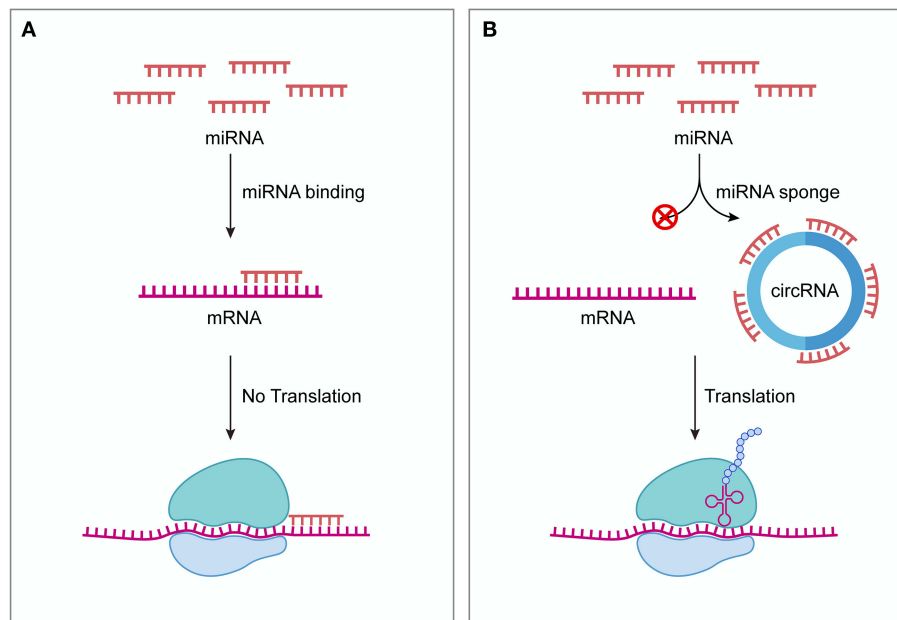 A
miRNA
miRNA binding
mRNA
No Translation
B
miRNA
miRNA sponge
circRNA
mRNA
Translation